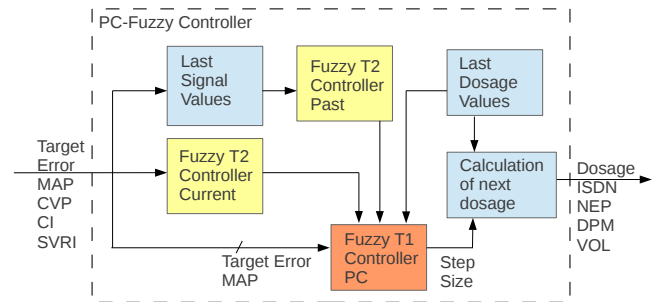 PC-Fuzzy Controller
Last
Signal
Values
Fuzzy T2
Controller
Past
Last
Dosage
Values
Target
Error
MAP
CVP
CI
SVRI
Fuzzy T2
Controller
Current
Calculation
of next
dosage
Dosage
ISDN
NEP
DPM
VOL
Target Error
MAP
Fuzzy T1
Controller
PC
Step
Size